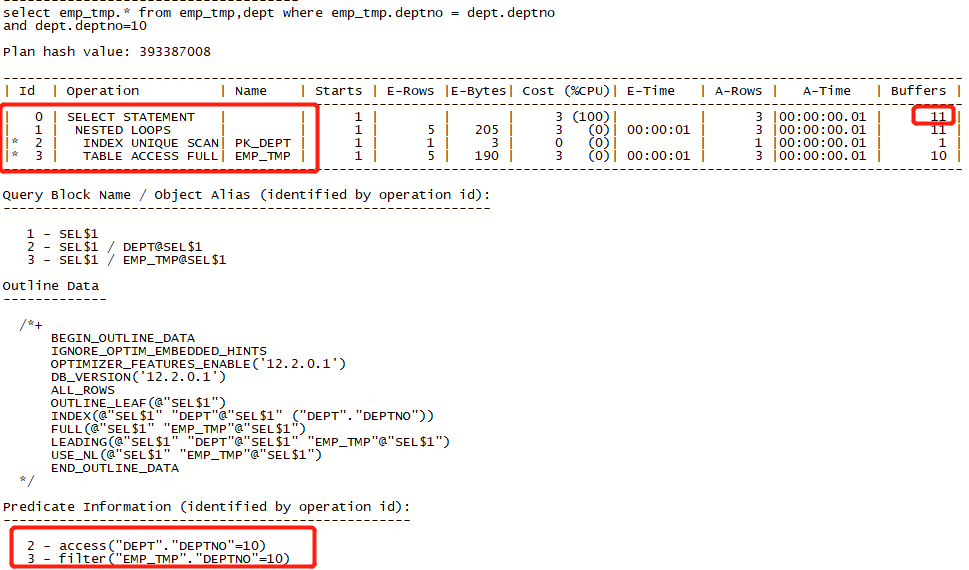 select emp_tmp.* from emp_tmp,dept where emp_tmp.deptno = dept.deptno
and dept.deptno=10
Plan hash value: 393387008
-----------------------------------------------------------------------------------------------------------------------
| Id  | Operation          | Name    | Starts | E-Rows |E-Bytes| Cost (%CPU)| E-Time   | A-Rows |   A-Time   | Buffers |
-----------------------------------------------------------------------------------------------------------------------
|   0 | SELECT STATEMENT   |         |      1 |        |       |     3 (100)|          |      3 |00:00:00.01 |      11 |
|   1 |  NESTED LOOPS      |         |      1 |      5 |   205 |     3   (0)| 00:00:01 |      3 |00:00:00.01 |      11 |
|*  2 |   INDEX UNIQUE SCAN| PK_DEPT |      1 |      1 |     3 |     0   (0)|          |      1 |00:00:00.01 |       1 |
|*  3 |   TABLE ACCESS FULL| EMP_TMP |      1 |      5 |   190 |     3   (0)| 00:00:01 |      3 |00:00:00.01 |      10 |
-----------------------------------------------------------------------------------------------------------------------
Query Block Name / Object Alias (identified by operation id):
-------------------------------------------------------------
1 - SEL$1
2 - SEL$1 / DEPT@SEL$1
3 - SEL$1 / EMP_TMP@SEL$1
Outline Data
-------------
/*+
BEGIN_OUTLINE_DATA
IGNORE_OPTIM_EMBEDDED_HINTS
OPTIMIZER_FEATURES_ENABLE('12.2.0.1')
DB_VERSION('12.2.0.1')
ALL_ROWS
OUTLINE_LEAF(@"SEL$1")
INDEX(@"SEL$1" "DEPT"@"SEL$1" ("DEPT"."DEPTNO"))
FULL(@"SEL$1" "EMP_TMP"@"SEL$1")
LEADING(@"SEL$1" "DEPT"@"SEL$1" "EMP_TMP"@"SEL$1")
USE_NL(@"SEL$1" "EMP_TMP"@"SEL$1")
END_OUTLINE_DATA
*/
Predicate Information (identified by operation id):
---------------------------------------------------
2 - access("DEPT"."DEPTNO"=10)
3 - filter("EMP_TMP"."DEPTNO"=10)